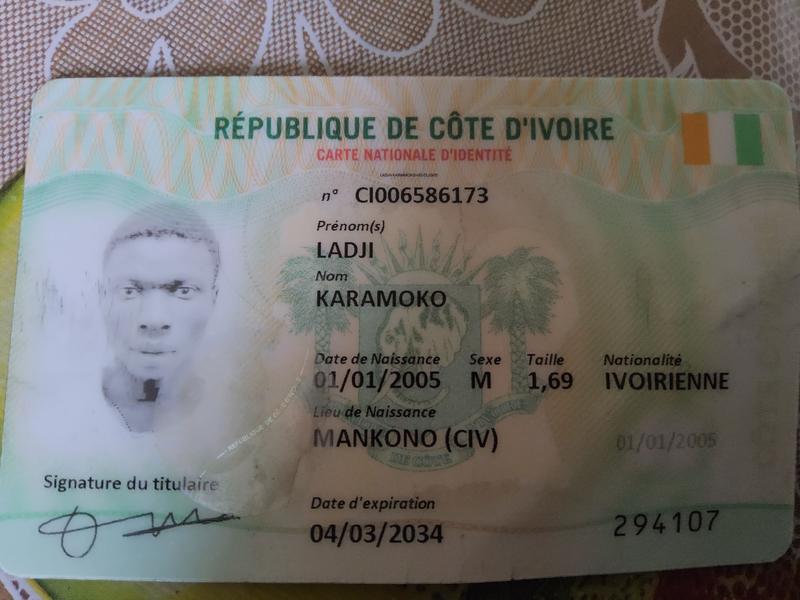 RÉPUBLIQUE DE CÔTE D'IVOIRE
CARTE NATIONALE D'IDENTITÉ
n° CI006586173
Prénom(s)
LADJI
Nom
KARAMOKO
Date de Naissance Sexe Taille Nationalité
01/01/2005 M 1,69 IVOIRIENNE
Lieu de Naissance
MANKONO (CIV)
01/01/2005
Signature du titulaire
Date d'expiration
04/03/2034
294107